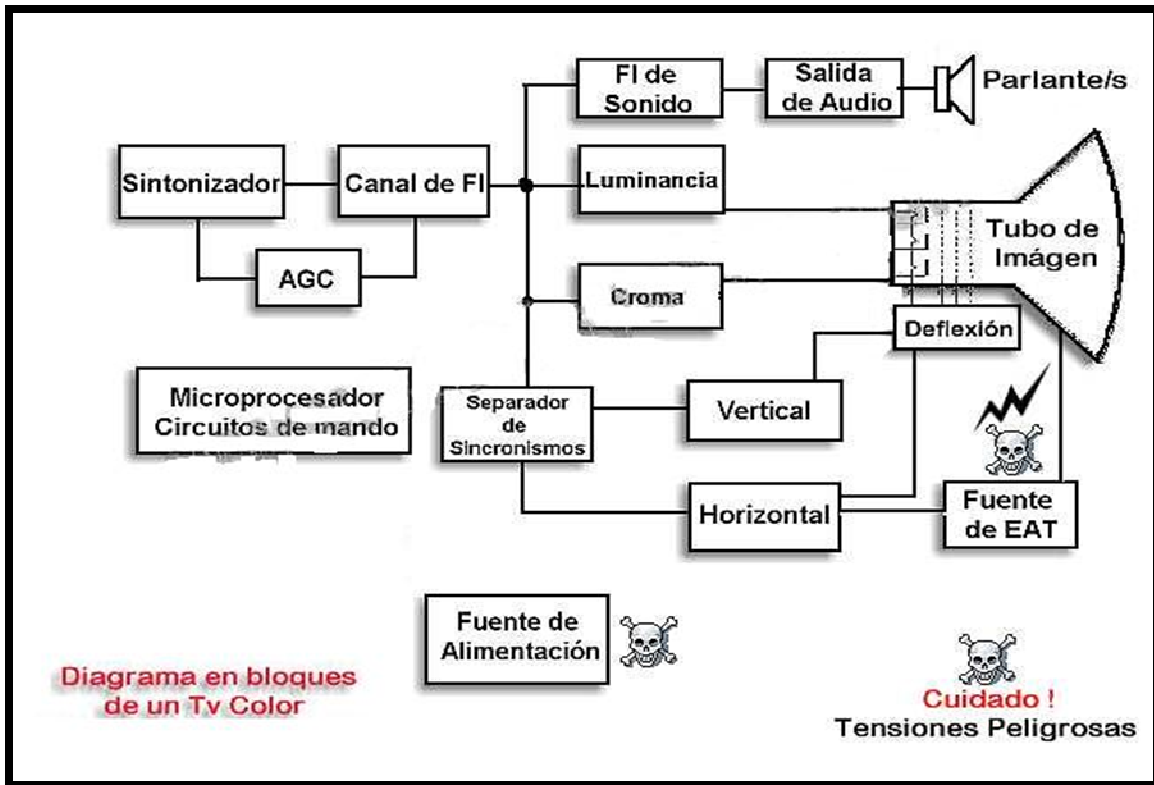 FI de
Sonido
Salida
de Audio
Parlante/s
Sintonizador
Canal de FI
Luminancia
AGC
Croma
Tubo de
Imágen
Deflexión
Microprocesador
Circuitos de mando
Separador
de
Sincronismos
Vertical
Horizontal
Fuente
de EAT
Fuente de
Alimentación
Diagrama en bloques
de un Tv Color
Cuidado !
Tensiones Peligrosas